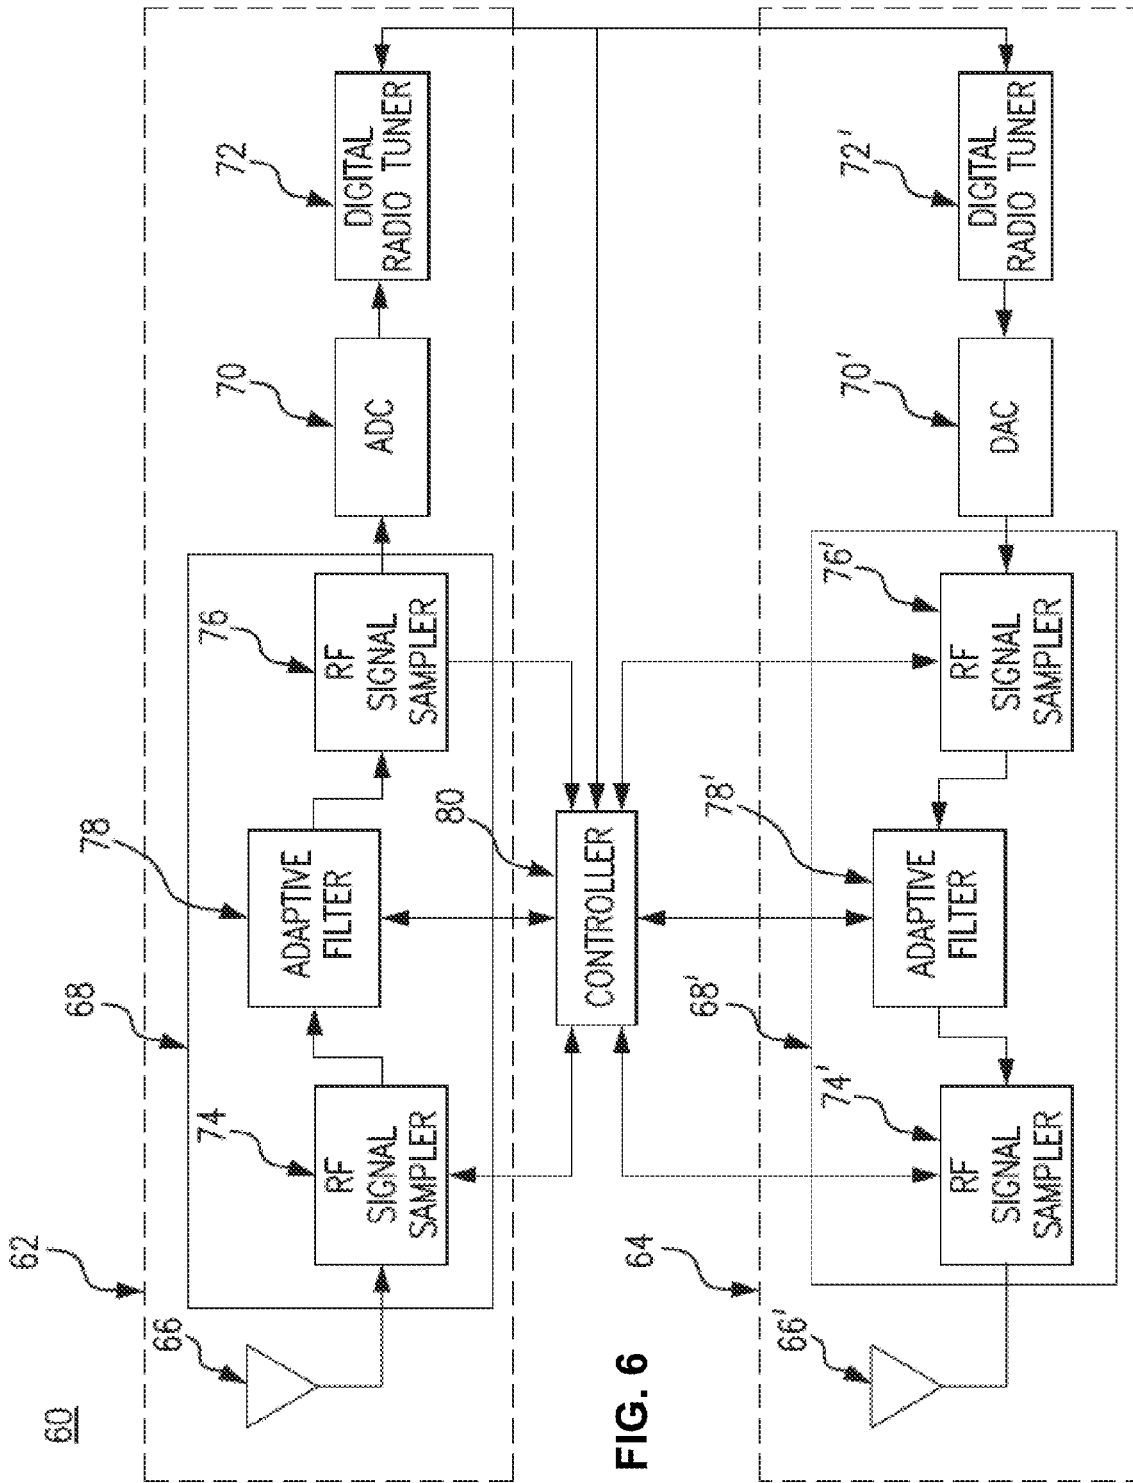 60
62
66
68
74
RF
SIGNAL
SAMPLER
78
ADAPTIVE
FILTER
76
RF
SIGNAL
SAMPLER
70
ADC
72
DIGITAL
RADIO TUNER
80
CONTROLLER
64
66'
68'
74'
RF
SIGNAL
SAMPLER
78'
ADAPTIVE
FILTER
76'
RF
SIGNAL
SAMPLER
70'
DAC
72'
DIGITAL
RADIO TUNER
FIG. 6